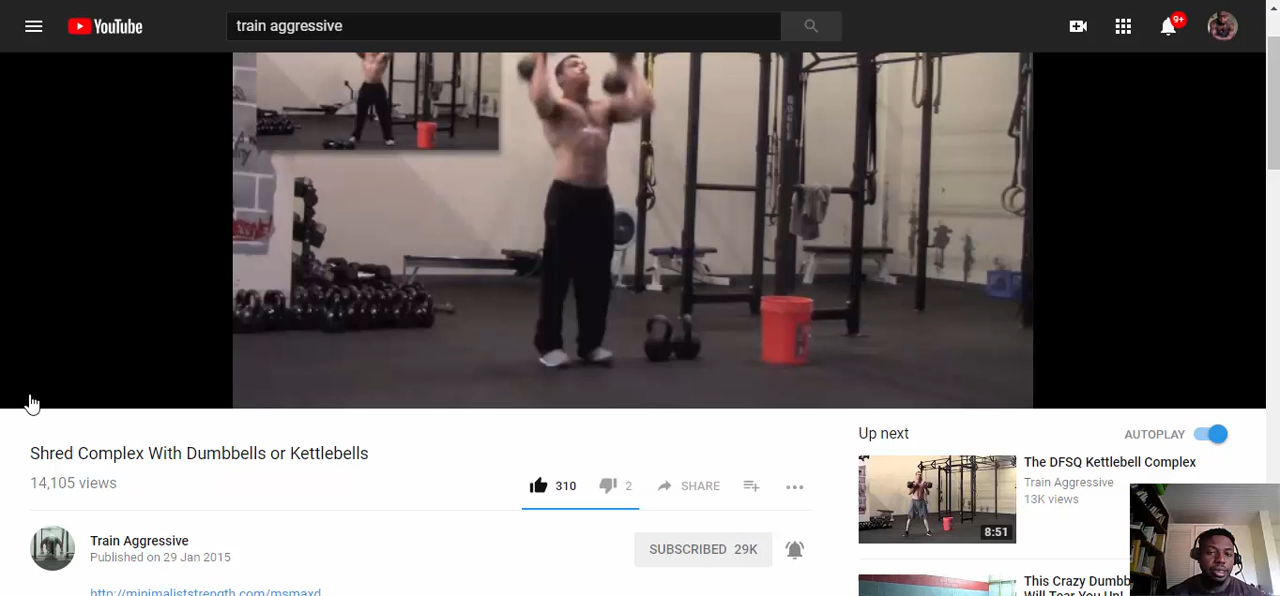 YouTube
train aggressive
9+
ROGUE
Shred Complex With Dumbbells or Kettlebells
14,105 views
310
2
SHARE
Train Aggressive
Published on 29 Jan 2015
SUBSCRIBED 29K
http://minimaliststrength.com/msmaxd
Up next
AUTOPLAY
The DFSQ Kettlebell Complex
Train Aggressive
13K views
8:51
This Crazy Dumbb
Will Tear You Up!